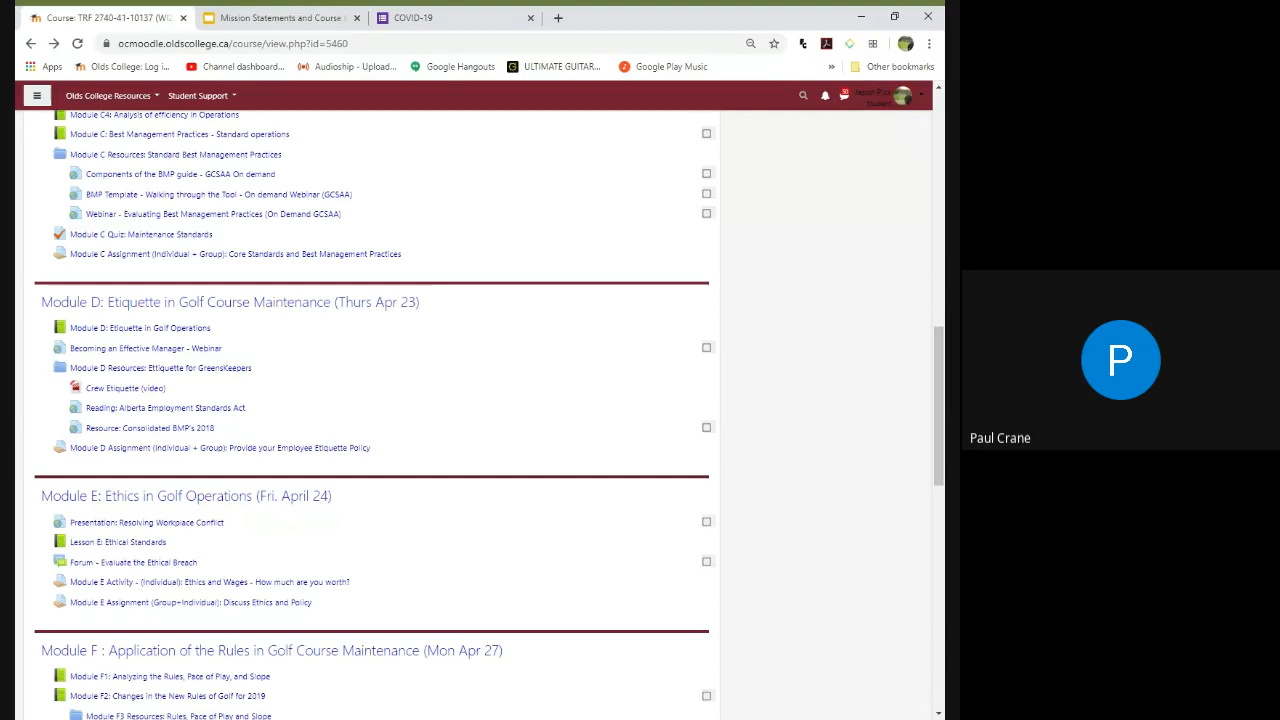 Course: TRF 2740-41-10137 (WI2
Mission Statements and Course
COVID-19
ocmoodle.oldscollege.ca/course/view.php?id=5460
Apps
Olds College: Log i...
Channel dashboard...
Audioship - Upload...
Google Hangouts
ULTIMATE GUITAR...
Google Play Music
»
Other bookmarks
Olds College Resources
Student Support
Student
Module C4: Analysis of efficiency in Operations
Module C: Best Management Practices - Standard operations
Module C Resources: Standard Best Management Practices
Components of the BMP guide - GCSAA On demand
BMP Template - Walking through the Tool - On demand Webinar (GCSAA)
Webinar - Evaluating Best Management Practices (On Demand GCSAA)
Module C Quiz: Maintenance Standards
Module C Assignment (Individual + Group): Core Standards and Best Management Practices
Module D: Etiquette in Golf Course Maintenance (Thurs Apr 23)
Module D: Etiquette in Golf Operations
Becoming an Effective Manager - Webinar
Module D Resources: Ettiquette for GreensKeepers
Crew Etiquette (video)
Reading: Alberta Employment Standards Act
Resource: Consolidated BMP's 2018
Module D Assignment (Individual + Group): Provide your Employee Etiquette Policy
Module E: Ethics in Golf Operations (Fri. April 24)
Presentation: Resolving Workplace Conflict
Lesson E: Ethical Standards
Forum - Evaluate the Ethical Breach
Module E Activity - (Individual): Ethics and Wages - How much are you worth?
Module E Assignment (Group+Individual): Discuss Ethics and Policy
Module F : Application of the Rules in Golf Course Maintenance (Mon Apr 27)
Module F1: Analyzing the Rules, Pace of Play, and Slope
Module F2: Changes in the New Rules of Golf for 2019
Module F3 Resources: Rules, Pace of Play and Slope
P
Paul Crane